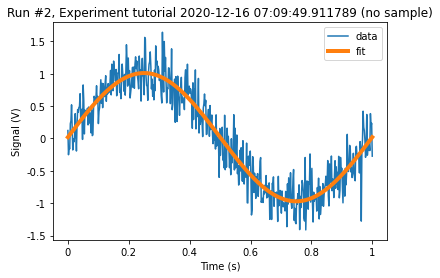 Run #2, Experiment tutorial 2020-12-16 07:09:49.911789 (no sample)
data
fit
Signal (V)
1.5
1
0.5
0
-0.5
-1
-1.5
0
0.2
0.4
0.6
0.8
1
Time (s)